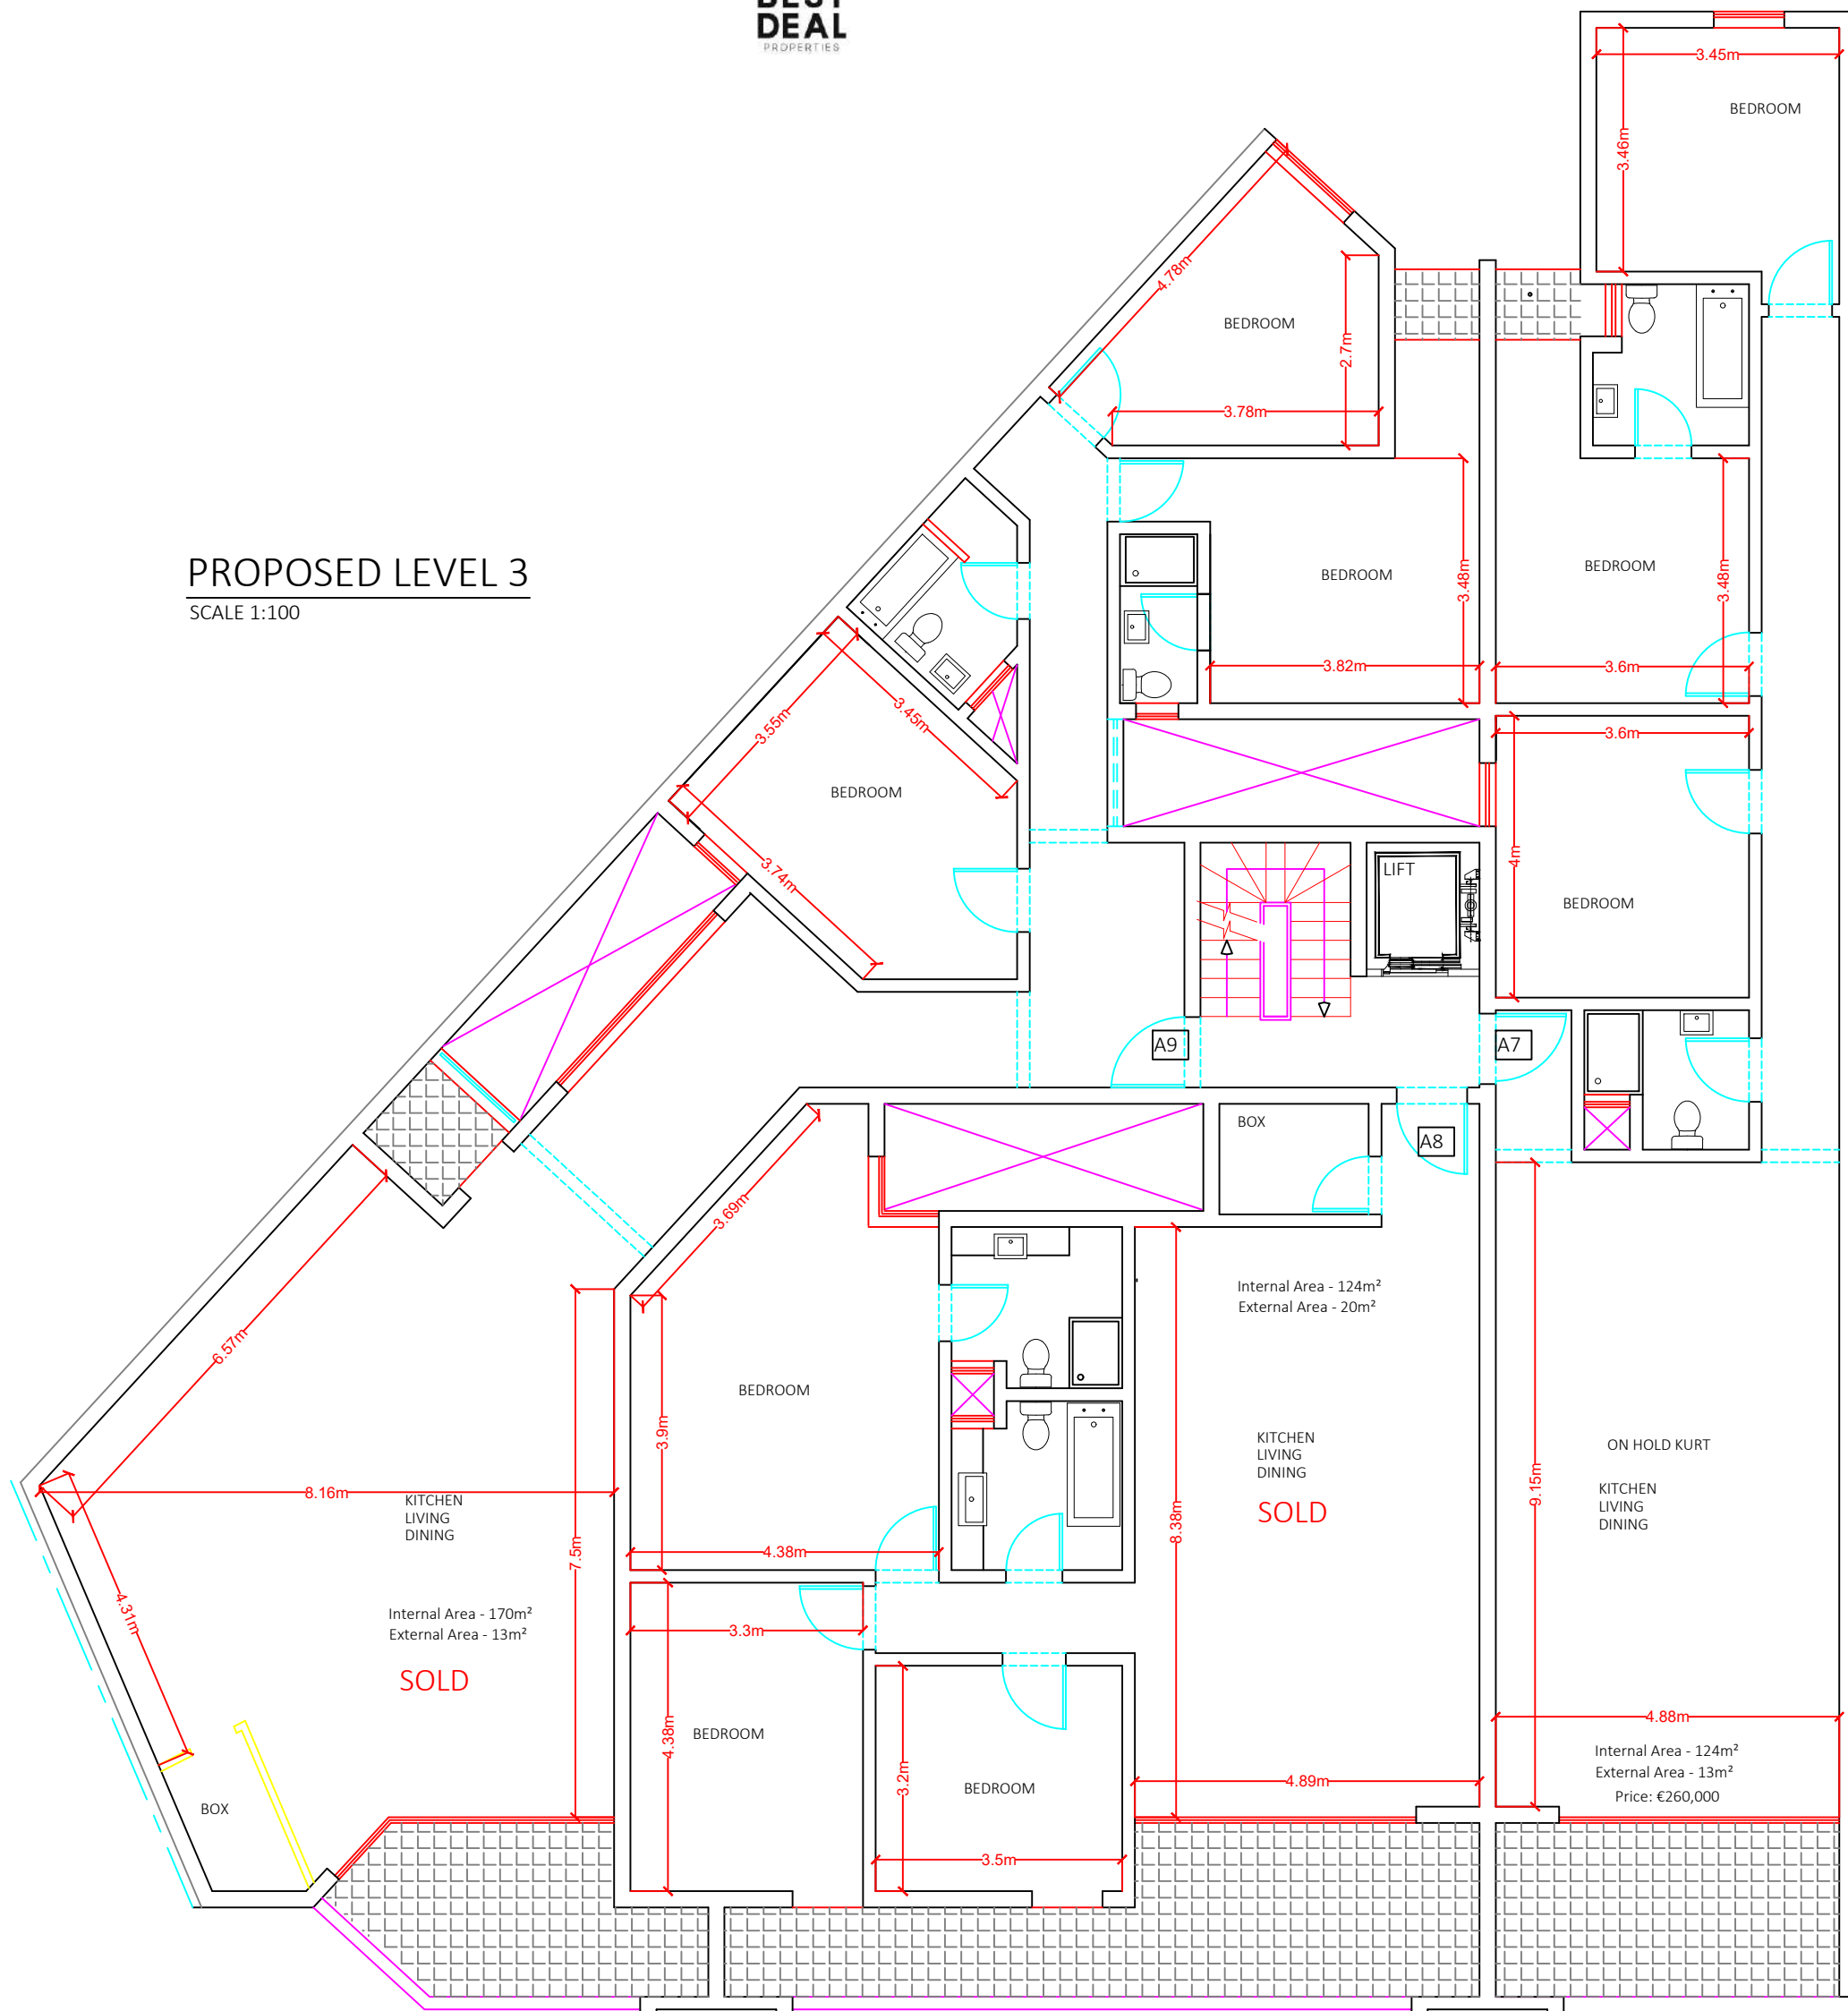 BEST
DEAL
PROPERTIES
3.45m
BEDROOM
3.46m
4.78m
BEDROOM
2.7m
3.78m
PROPOSED LEVEL 3
SCALE 1:100
BEDROOM
3.48m
BEDROOM
3.48m
3.82m
3.6m
3.55m
3.45m
3.6m
BEDROOM
3.74m
4m
LIFT
BEDROOM
A9
A7
BOX
A8
3.69m
Internal Area - 124m²
External Area - 20m²
6.57m
BEDROOM
3.9m
KITCHEN
LIVING
DINING
SOLD
8.38m
ON HOLD KURT
KITCHEN
LIVING
DINING
9.15m
8.16m
KITCHEN
LIVING
DINING
7.5m
4.38m
4.31m
Internal Area - 170m²
External Area - 13m²
SOLD
3.3m
4.38m
BEDROOM
3.2m
BEDROOM
4.89m
4.88m
Internal Area - 124m²
External Area - 13m²
Price: €260,000
BOX
3.5m